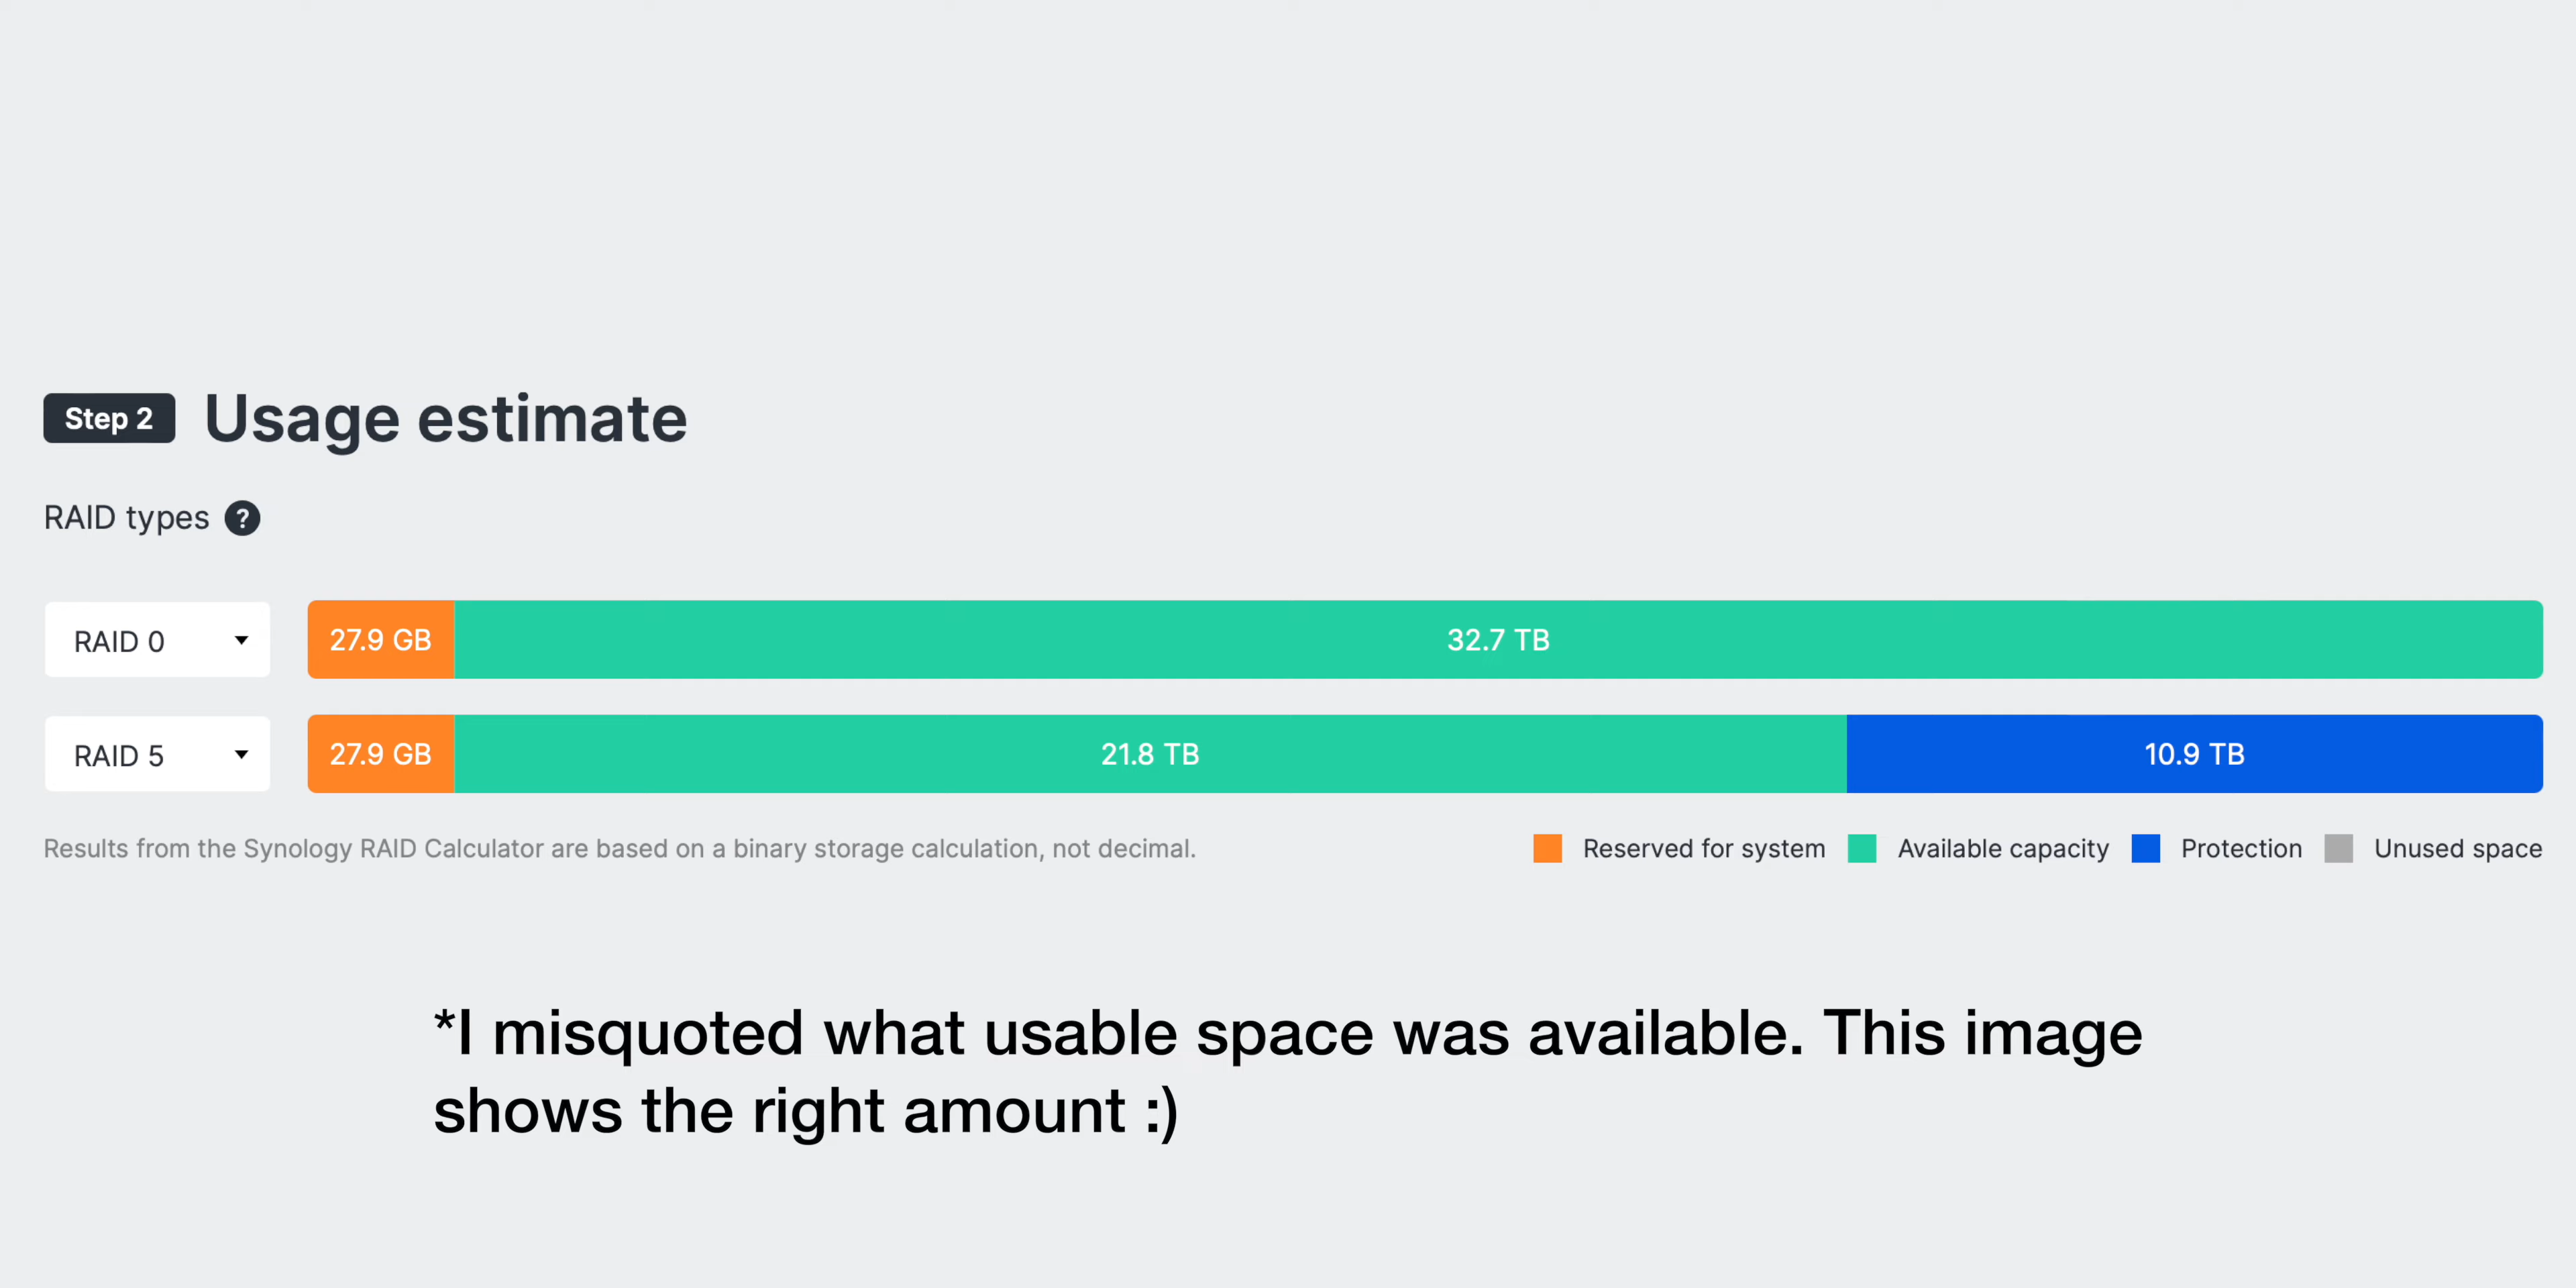 Step 2 Usage estimate
RAID types ?
RAID 0 27.9 GB 32.7 TB
RAID 5 27.9 GB 21.8 TB 10.9 TB
Results from the Synology RAID Calculator are based on a binary storage calculation, not decimal. Reserved for system Available capacity Protection Unused space
*I misquoted what usable space was available. This image
shows the right amount :)